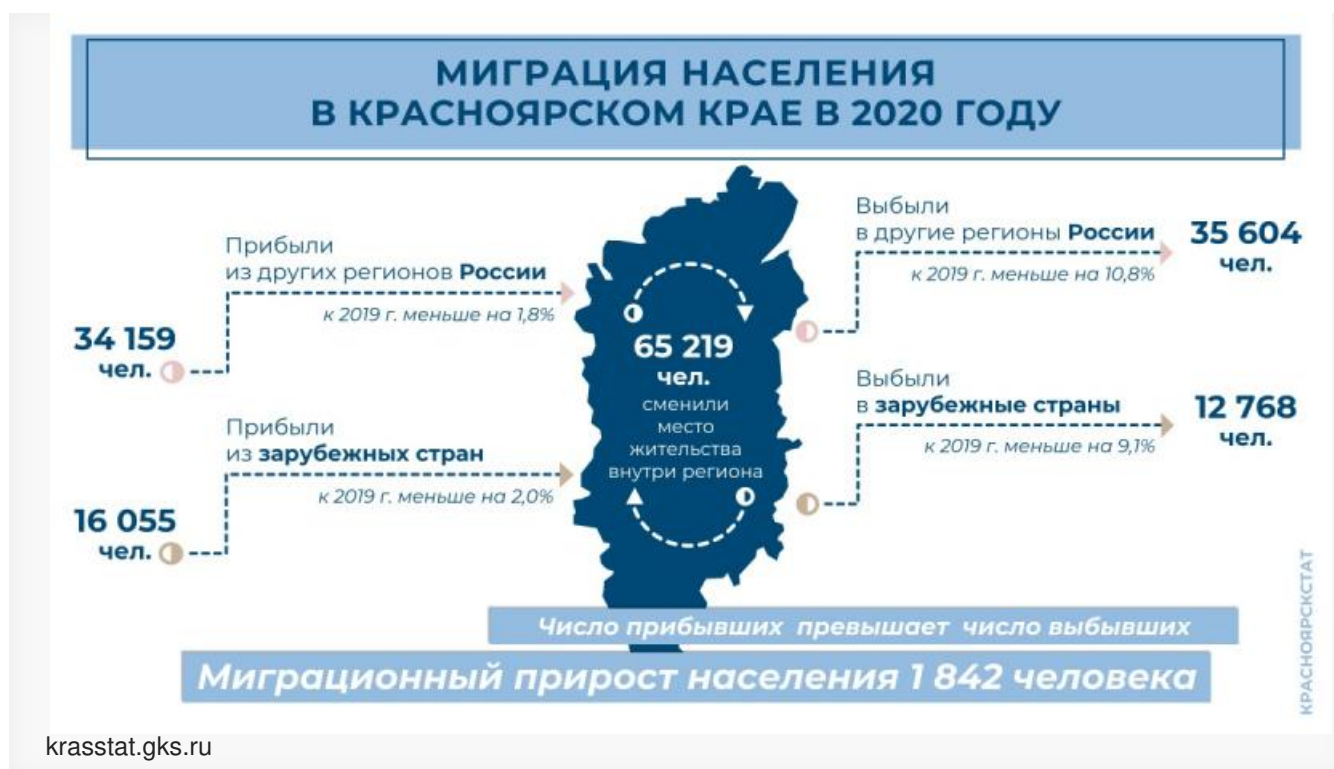 МИГРАЦИЯ НАСЕЛЕНИЯ
В КРАСНОЯРСКОМ КРАЕ В 2020 ГОДУ
Прибыли
из других регионов России
к 2019 г. меньше на 1,8%
34 159
чел.
Прибыли
из зарубежных стран
к 2019 г. меньше на 2,0%
16 055
чел.
65 219
чел.
сменили
место
жительства
внутри региона
Выбыли
в другие регионы России
к 2019 г. меньше на 10,8%
35 604
чел.
Выбыли
в зарубежные страны
к 2019 г. меньше на 9,1%
12 768
чел.
Число прибывших превышает число выбывших
Миграционный прирост населения 1 842 человека
КРАСНОЯРСКСТАТ
krasstat.gks.ru